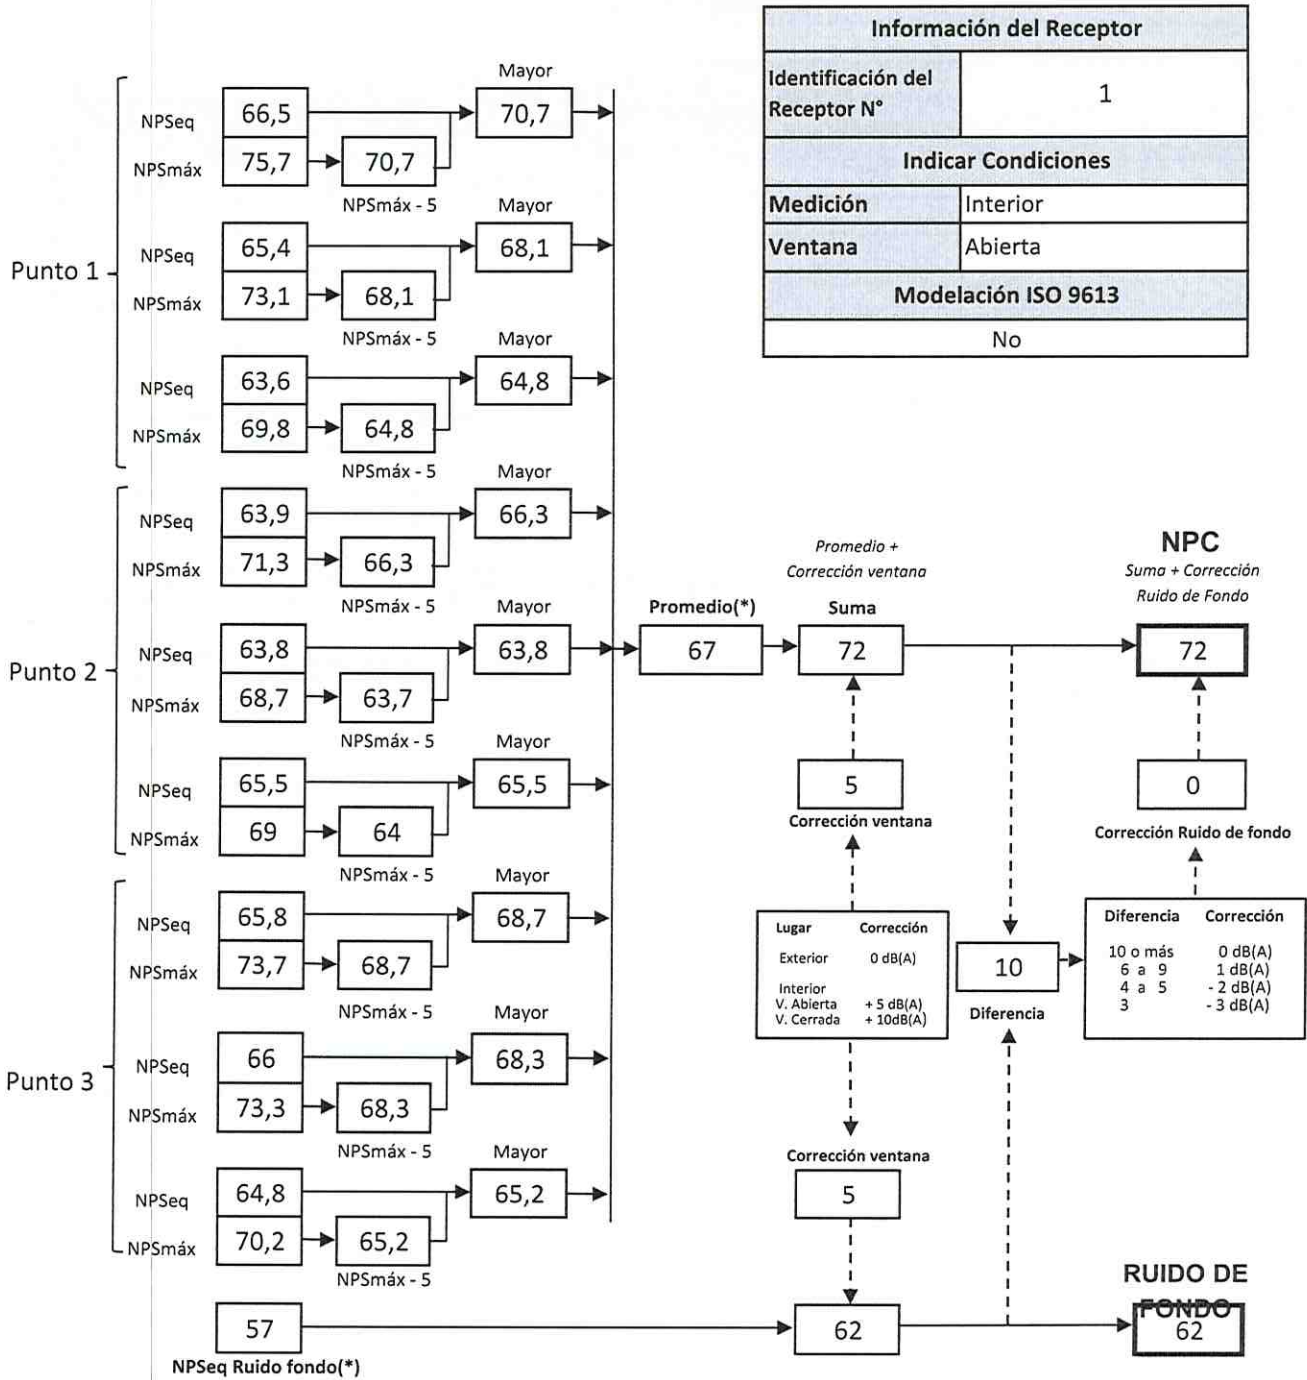 Información del Receptor
Identificación del
Receptor N°
1
Indicar Condiciones
Medición Interior
Ventana Abierta
Modelación ISO 9613
No
Punto 1
Mayor
NPSeq 66,5 70,7
NPSmáx 75,7 70,7
NPSmáx - 5
Mayor
NPSeq 65,4 68,1
NPSmáx 73,1 68,1
NPSmáx - 5
Mayor
NPSeq 63,6 64,8
NPSmáx 69,8 64,8
NPSmáx - 5
Punto 2
Mayor
NPSeq 63,9 66,3
NPSmáx 71,3 66,3
NPSmáx - 5
Mayor
NPSeq 63,8 63,8
NPSmáx 68,7 63,7
NPSmáx - 5
Mayor
NPSeq 65,5 65,5
NPSmáx 69 64
NPSmáx - 5
Punto 3
Mayor
NPSeq 65,8 68,7
NPSmáx 73,7 68,7
NPSmáx - 5
Mayor
NPSeq 66 68,3
NPSmáx 73,3 68,3
NPSmáx - 5
Mayor
NPSeq 64,8 65,2
NPSmáx 70,2 65,2
NPSmáx - 5
57
NPSeq Ruido fondo(*)
Promedio(*)
67
Promedio +
Corrección ventana
Suma
72
5
Corrección ventana
Lugar Corrección
Exterior 0 dB(A)
Interior
V. Abierta + 5 dB(A)
V. Cerrada + 10dB(A)
Corrección ventana
5
62
10
Diferencia
NPC
Suma + Corrección
Ruido de Fondo
72
0
Corrección Ruido de fondo
Diferencia Corrección
10 o más 0 dB(A)
6 a 9 1 dB(A)
4 a 5 - 2 dB(A)
3 - 3 dB(A)
RUIDO DE
FONDO
62